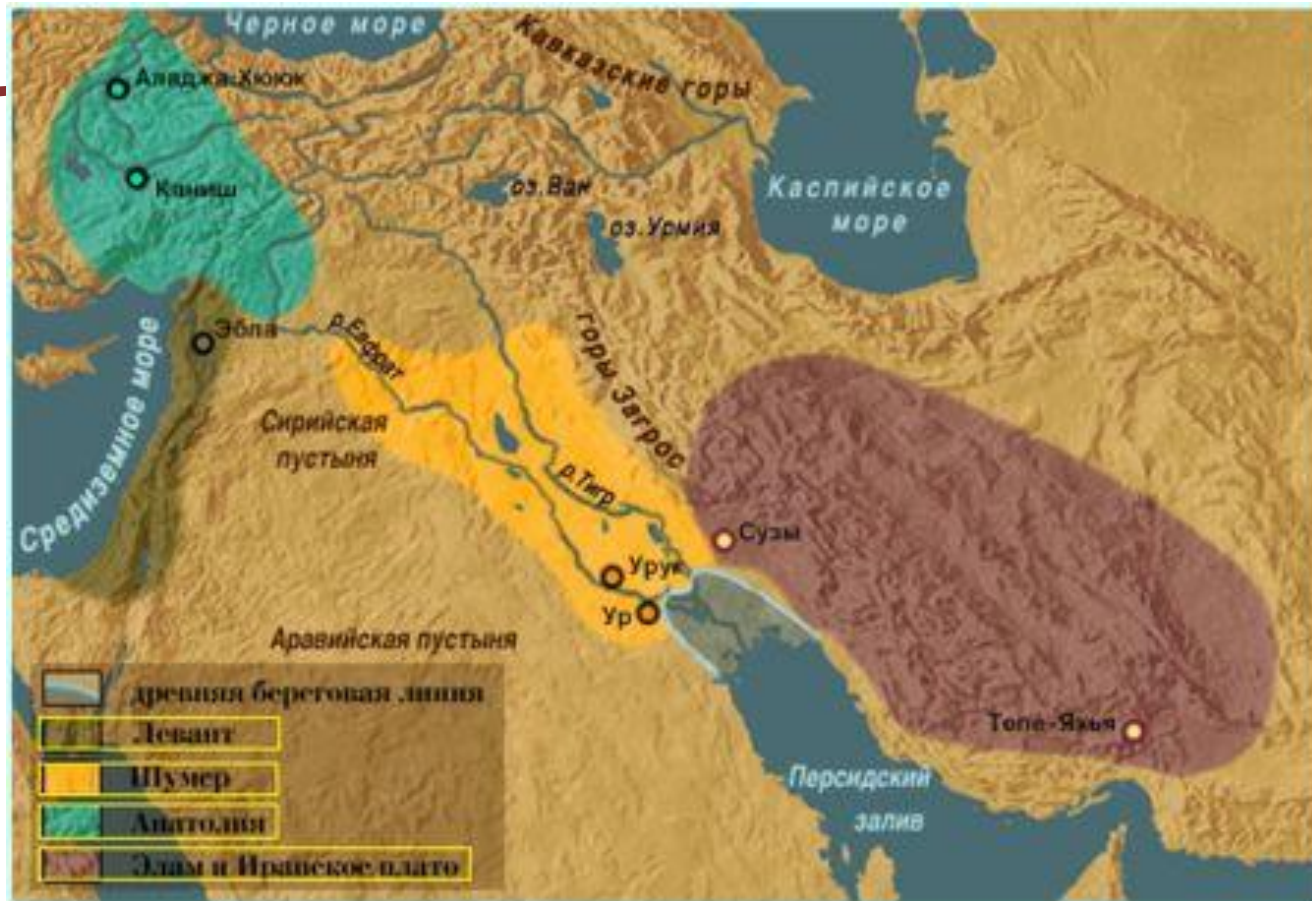 Черное море
Кавказские горы
Аладжа-Хююк
Каниш
оз.Ван
оз.Урмия
Каспийское
море
Эбла
р.Евфрат
горы Загрос
Средиземное море
Сирийская
пустыня
р.Тигр
Сузы
Урук
Ур
Аравийская пустыня
древняя береговая линия
Левант
Шумер
Анатолия
Элам и Иранское плато
Топе-Яхья
Персидский
залив